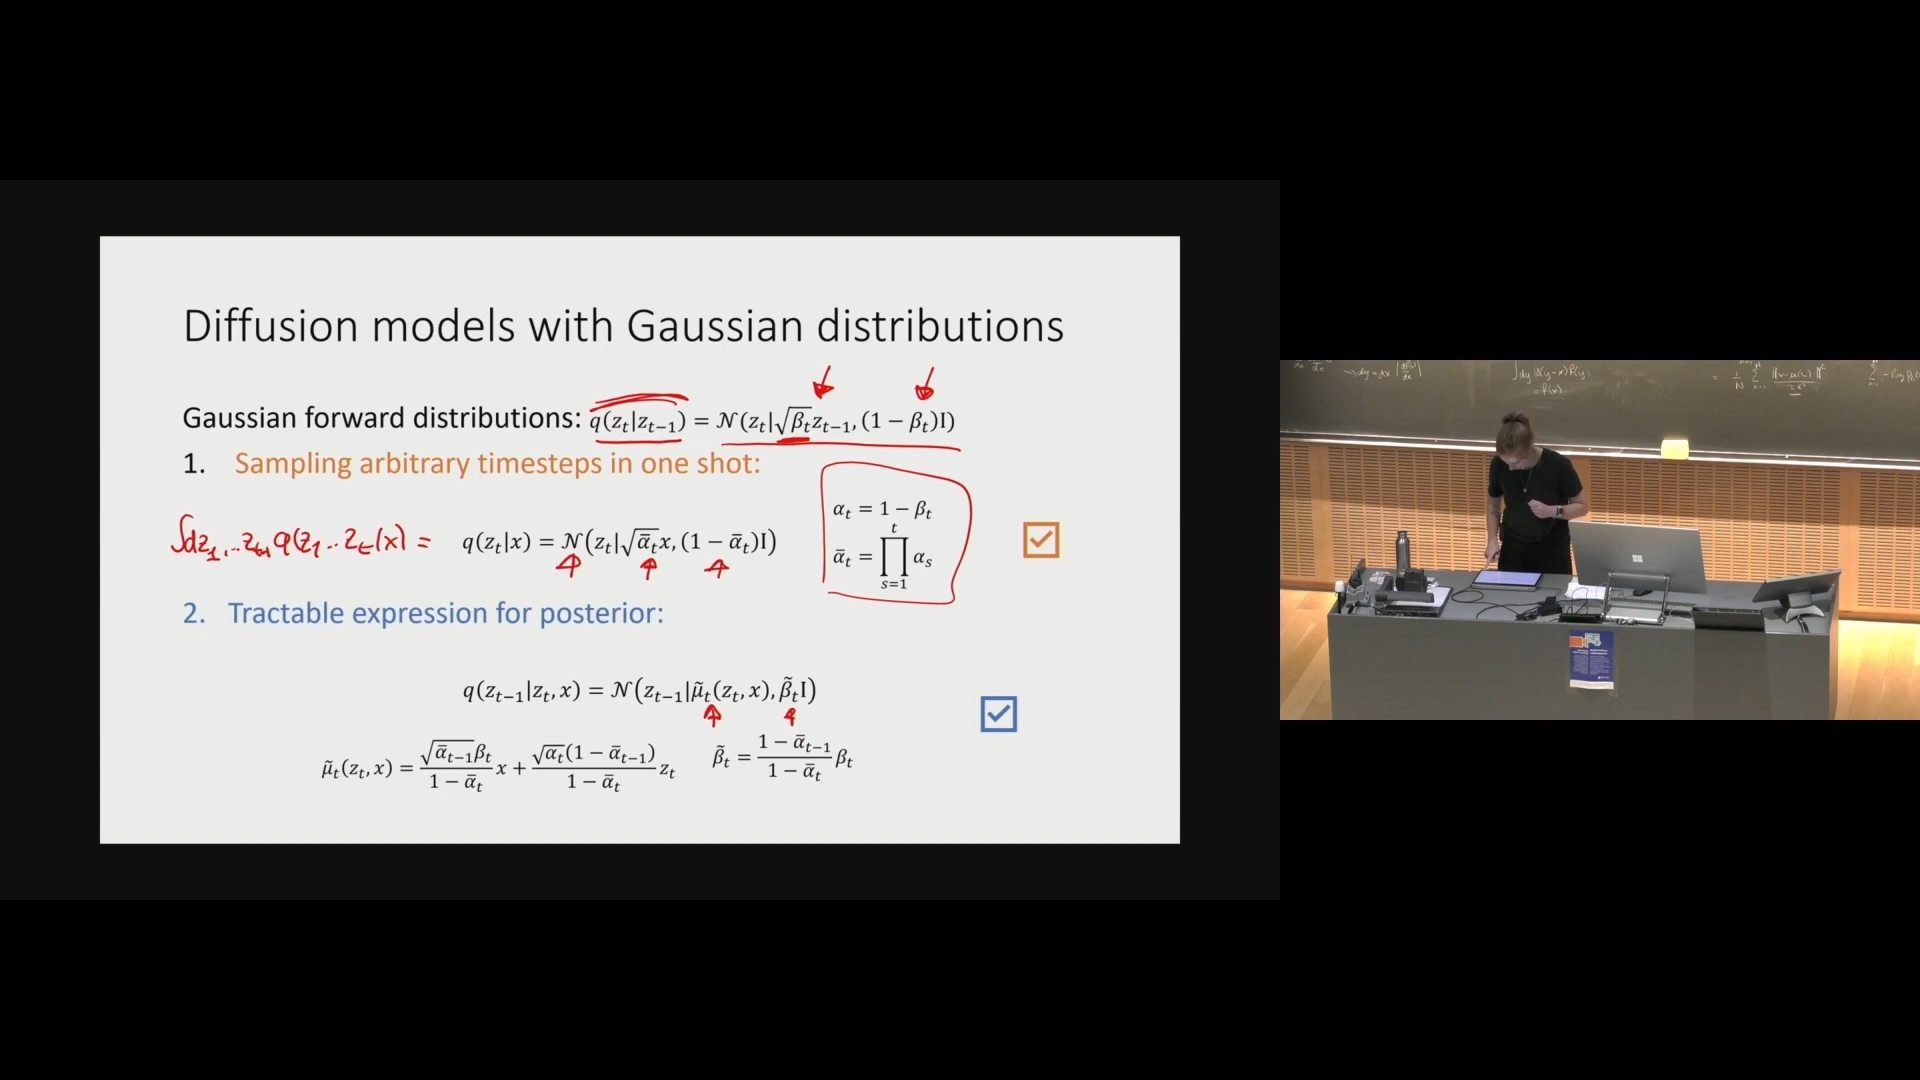 Diffusion models with Gaussian distributions
Gaussian forward distributions: q(z_t|z_{t−1}) = 𝒩(z_t|√β_t z_{t−1}, (1 − β_t)I)
1. Sampling arbitrary timesteps in one shot:
α_t = 1 − β_t
∫dz_1,..z_{t-1} q(z_1..z_t|x) = q(z_t|x) = 𝒩(z_t|√ᾱ_t x, (1 − ᾱ_t)I)
ᾱ_t = ∏_{s=1}^{t} α_s
2. Tractable expression for posterior:
q(z_{t−1}|z_t, x) = 𝒩(z_{t−1}|μ̃_t(z_t, x), β̃_t I)
μ̃_t(z_t, x) = (√ᾱ_{t−1} β_t)/(1 − ᾱ_t) x + (√α_t (1 − ᾱ_{t−1}))/(1 − ᾱ_t) z_t
β̃_t = (1 − ᾱ_{t−1})/(1 − ᾱ_t) β_t